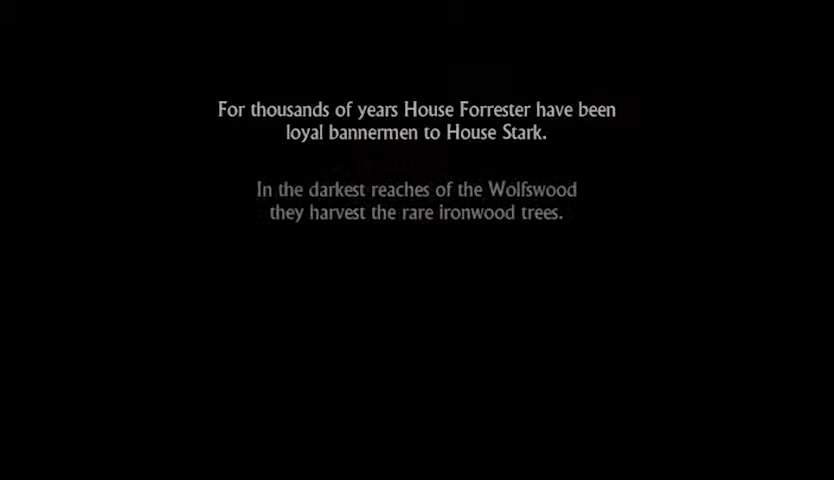 For thousands of years House Forrester have been
loyal bannermen to House Stark.
In the darkest reaches of the Wolfswood
they harvest the rare ironwood trees.